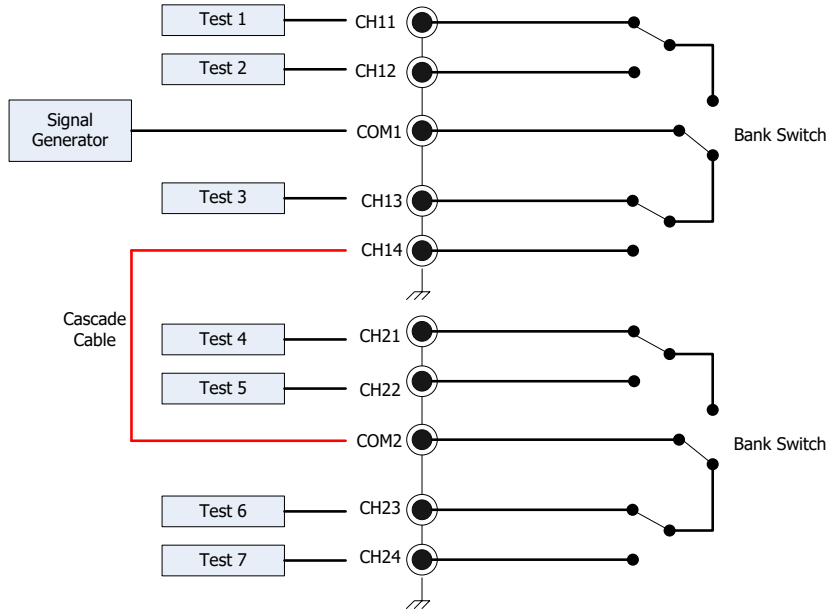 Test 1
CH11
Test 2
CH12
Signal
Generator
COM1
Bank Switch
Test 3
CH13
CH14
Cascade
Cable
Test 4
CH21
Test 5
CH22
COM2
Bank Switch
Test 6
CH23
Test 7
CH24